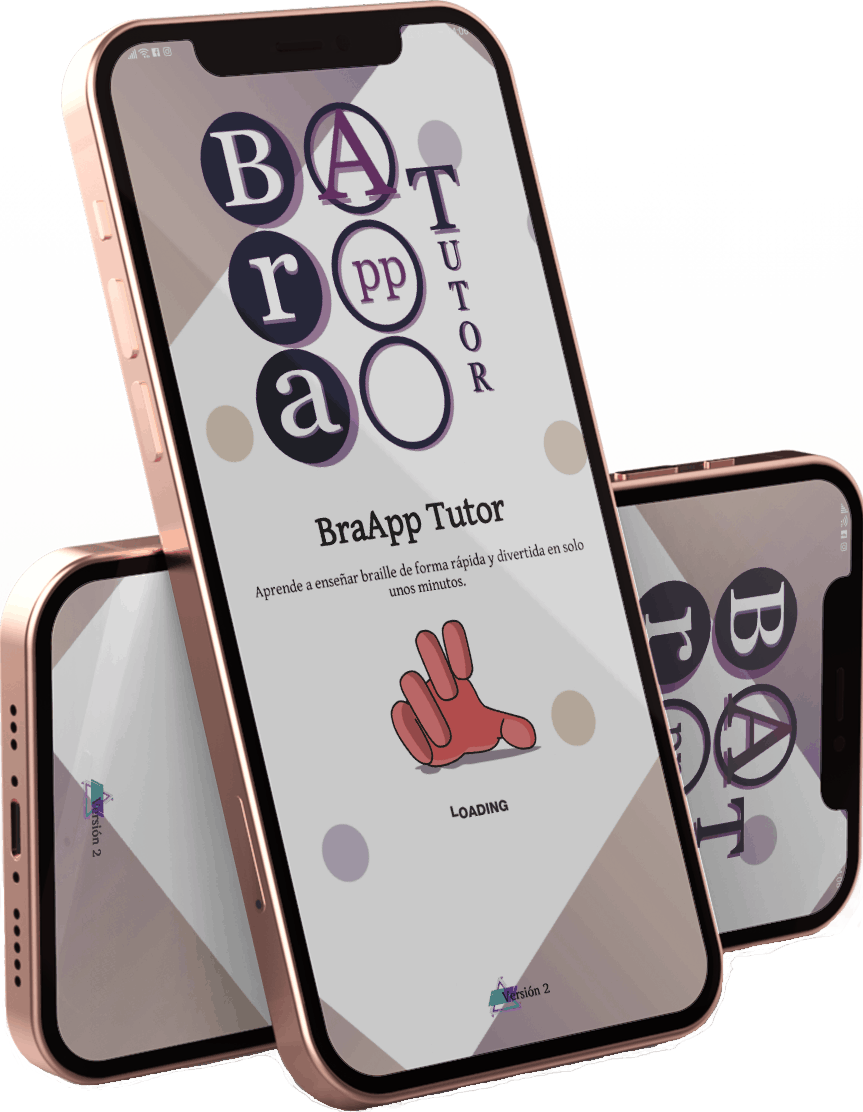 B A
T
UTOR
r pp
a
BraApp Tutor
Aprende a enseñar braille de forma rápida y divertida en solo
unos minutos.
LOADING
Versión 2
Versión 2
B
r
A
T